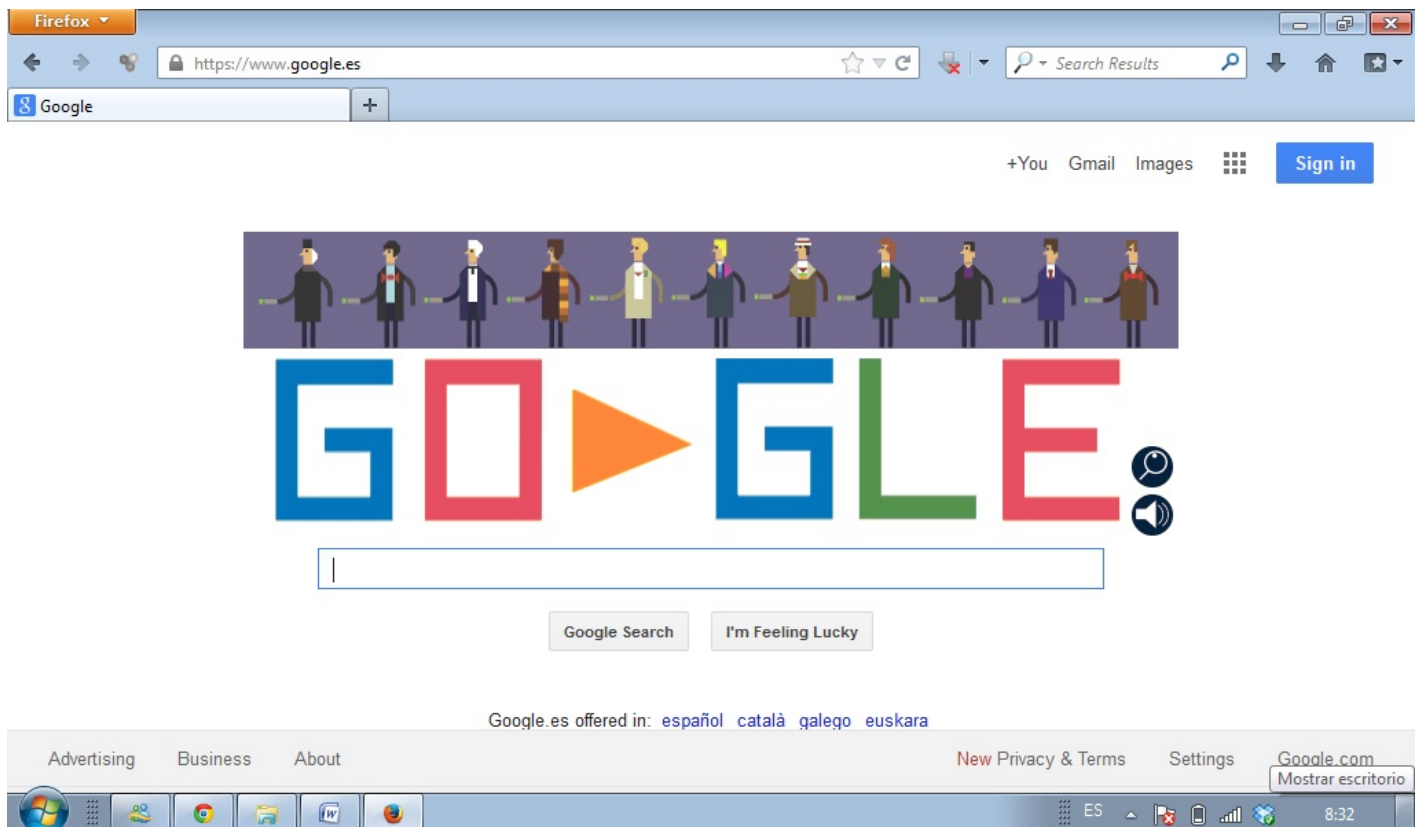 Firefox
https://www.google.es
Search Results
Google
+You Gmail Images Sign in
GOOGLE
Google Search I'm Feeling Lucky
Google.es offered in: español català galego euskara
Advertising Business About New Privacy & Terms Settings Google.com
Mostrar escritorio
ES 8:32